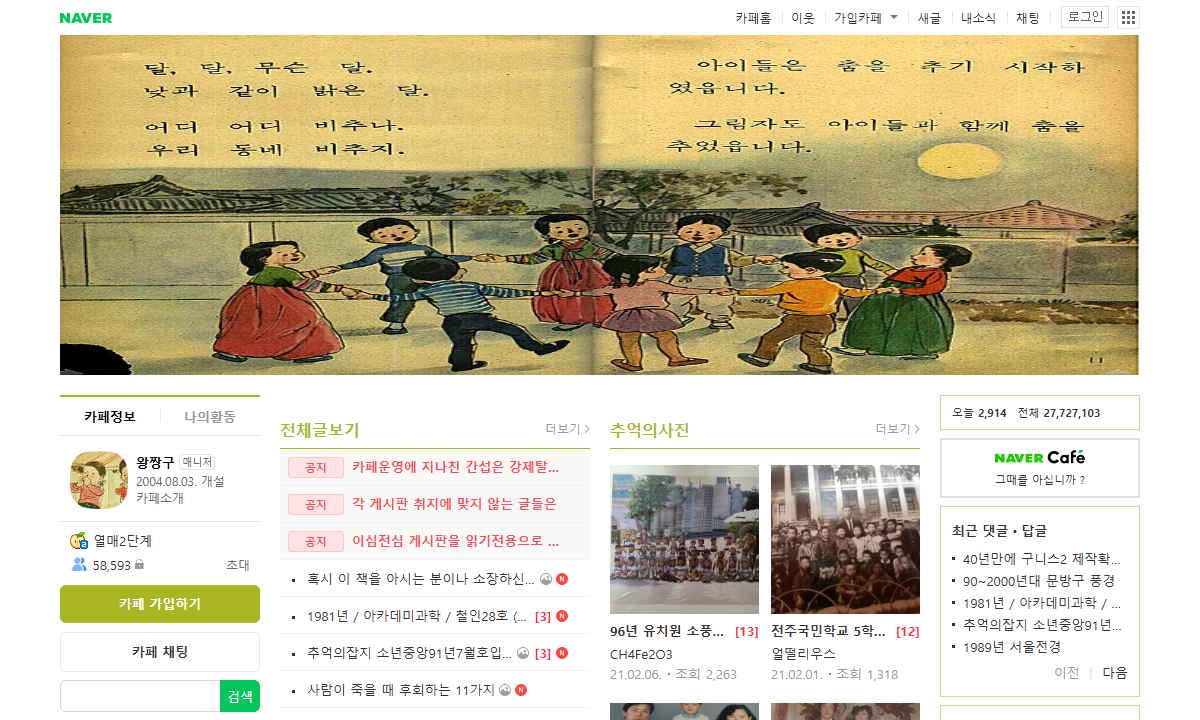 NAVER
카페홈 이웃 가입카페 새글 내소식 채팅 로그인
달, 달, 무슨 달.
낮과 같이 밝은 달.
어디 어디 비추나.
우리 동네 비추지.
아이들은 춤을 추기 시작하
였읍니다.
그림자도 아이들과 함께 춤을
추었읍니다.
카페정보 나의활동
왕짱구 매니저
2004.08.03. 개설
카페소개
열매2단계
58,593 초대
카페 가입하기
카페 채팅
검색
전체글보기 더보기
공지 카페운영에 지나친 간섭은 강제탈...
공지 각 게시판 취지에 맞지 않는 글들은
공지 이심전심 게시판을 읽기전용으로 ...
혹시 이 책을 아시는 분이나 소장하신... N
1981년 / 아카데미과학 / 철인28호 (... [3] N
추억의잡지 소년중앙91년7월호입... [3] N
사람이 죽을 때 후회하는 11가지 N
추억의사진 더보기
96년 유치원 소풍... [13]
CH4Fe2O3
21.02.06. · 조회 2,263
전주국민학교 5학... [12]
얼떨리우스
21.02.01. · 조회 1,318
오늘 2,914 전체 27,727,103
NAVER Café
그때를 아십니까 ?
최근 댓글 · 답글
40년만에 구니스2 제작확...
90~2000년대 문방구 풍경
1981년 / 아카데미과학 / ...
추억의잡지 소년중앙91년...
1989년 서울전경
이전 다음